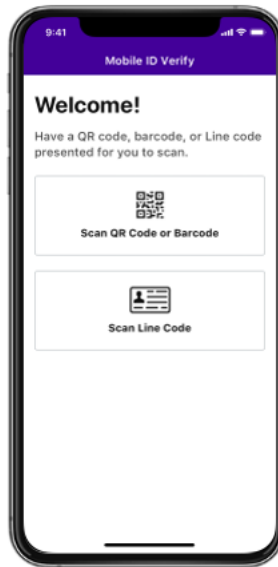 9:41
Mobile ID Verify
Welcome!
Have a QR code, barcode, or Line code
presented for you to scan.
Scan QR Code or Barcode
Scan Line Code